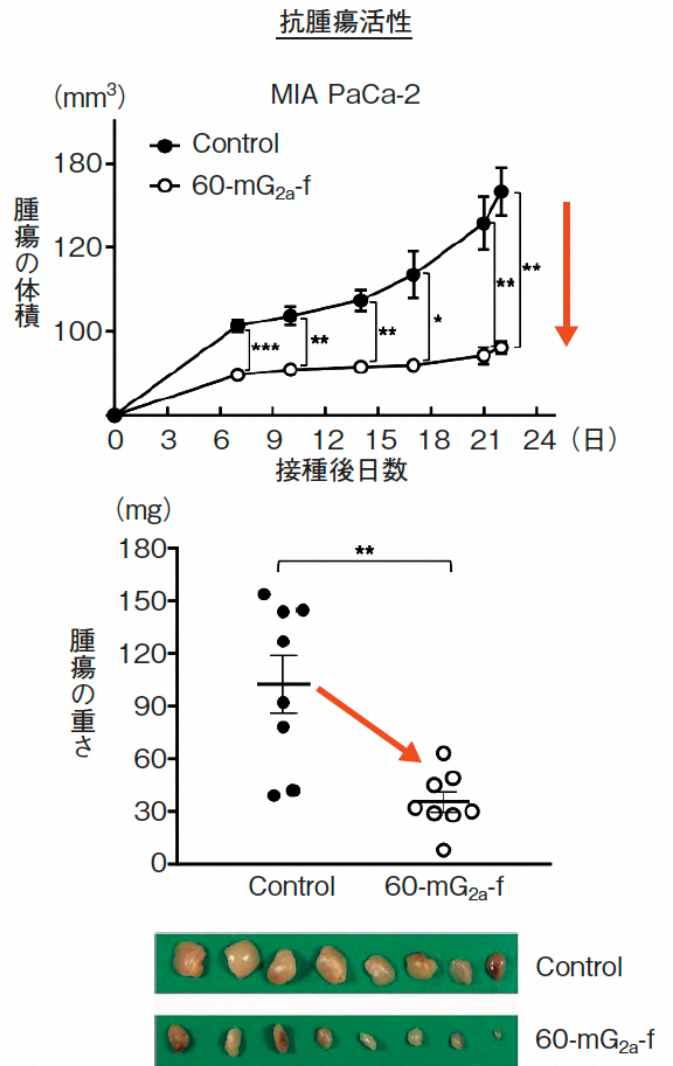 抗腫瘍活性
(mm³)
MIA PaCa-2
Control
60-mG₂ₐ-f
腫瘍の体積
180
120
100
***
**
**
*
**
**
0 3 6 9 12 15 18 21 24 (日)
接種後日数
(mg)
腫瘍の重さ
180
150
120
90
60
30
0
**
Control 60-mG₂ₐ-f
Control
60-mG₂ₐ-f